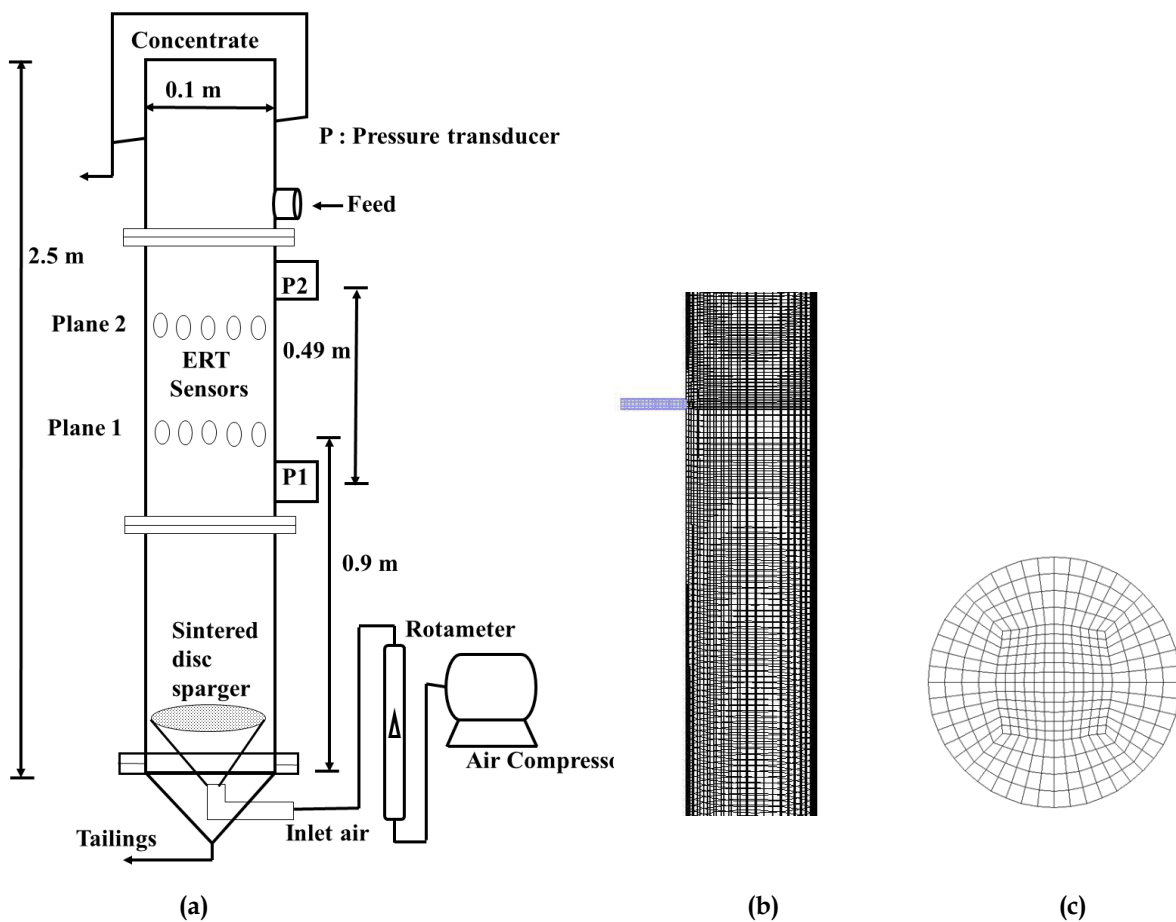 Concentrate
0.1 m
P : Pressure transducer
Feed
2.5 m
P2
Plane 2
ERT
Sensors
0.49 m
Plane 1
P1
0.9 m
Sintered
disc
sparger
Rotameter
Air Compresso
Inlet air
Tailings
(a)
(b)
(c)